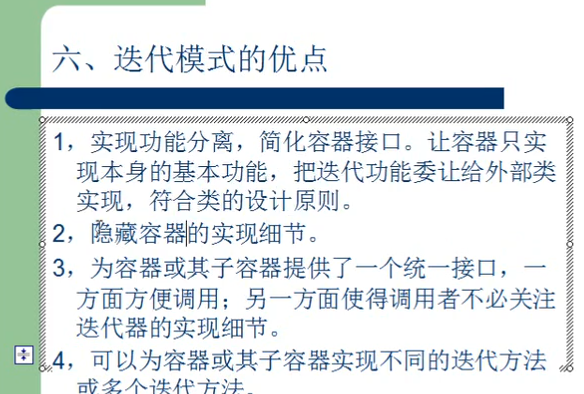 六、迭代模式的优点
1，实现功能分离，简化容器接口。让容器只实
现本身的基本功能，把迭代功能委让给外部类
实现，符合类的设计原则。
2，隐藏容器的实现细节。
3，为容器或其子容器提供了一个统一接口，一
方面方便调用；另一方面使得调用者不必关注
迭代器的实现细节。
4，可以为容器或其子容器实现不同的迭代方法
或多个迭代方法。